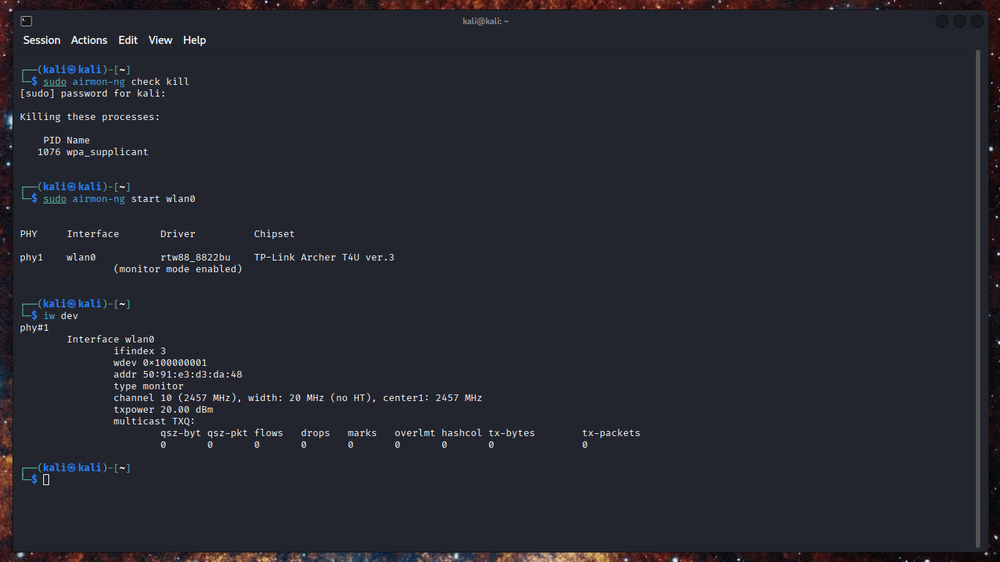 kali@kali: ~
Session Actions Edit View Help
┌──(kali㉿kali)-[~]
└─$ sudo airmon-ng check kill
[sudo] password for kali:
Killing these processes:
PID Name
1076 wpa_supplicant
┌──(kali㉿kali)-[~]
└─$ sudo airmon-ng start wlan0
PHY Interface Driver Chipset
phy1 wlan0 rtw88_8822bu TP-Link Archer T4U ver.3
(monitor mode enabled)
┌──(kali㉿kali)-[~]
└─$ iw dev
phy#1
Interface wlan0
ifindex 3
wdev 0×100000001
addr 50:91:e3:d3:da:48
type monitor
channel 10 (2457 MHz), width: 20 MHz (no HT), center1: 2457 MHz
txpower 20.00 dBm
multicast TXQ:
qsz-byt qsz-pkt flows drops marks overlmt hashcol tx-bytes tx-packets
0 0 0 0 0 0 0 0 0
┌──(kali㉿kali)-[~]
└─$